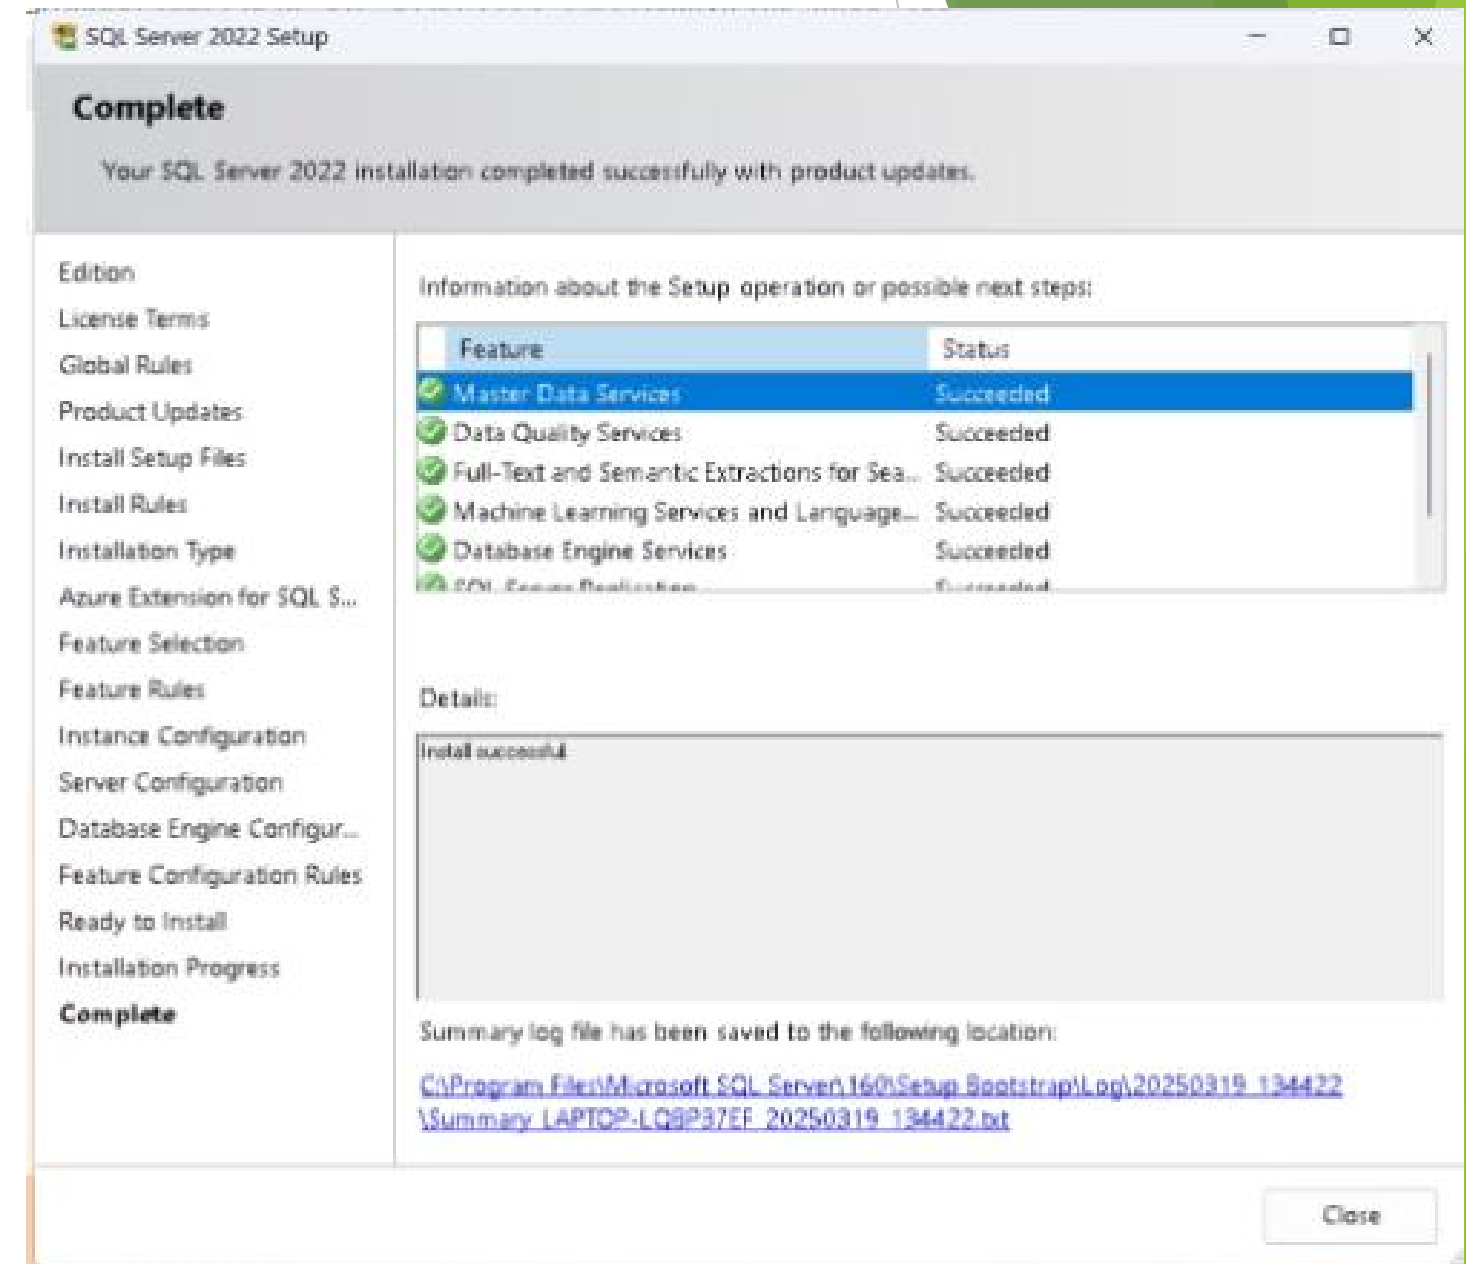 SQL Server 2022 Setup
Complete
Your SQL Server 2022 installation completed successfully with product updates.
Edition
License Terms
Global Rules
Product Updates
Install Setup Files
Install Rules
Installation Type
Azure Extension for SQL S...
Feature Selection
Feature Rules
Instance Configuration
Server Configuration
Database Engine Configur...
Feature Configuration Rules
Ready to Install
Installation Progress
Complete
Information about the Setup operation or possible next steps:
Feature Status
Master Data Services Succeeded
Data Quality Services Succeeded
Full-Text and Semantic Extractions for Sea... Succeeded
Machine Learning Services and Language... Succeeded
Database Engine Services Succeeded
SQL Server Replication Succeeded
Details:
Install successful
Summary log file has been saved to the following location:
C:\Program Files\Microsoft SQL Server\160\Setup Bootstrap\Log\20250319_134422
\Summary_LAPTOP-LQBP37EF_20250319_134422.txt
Close